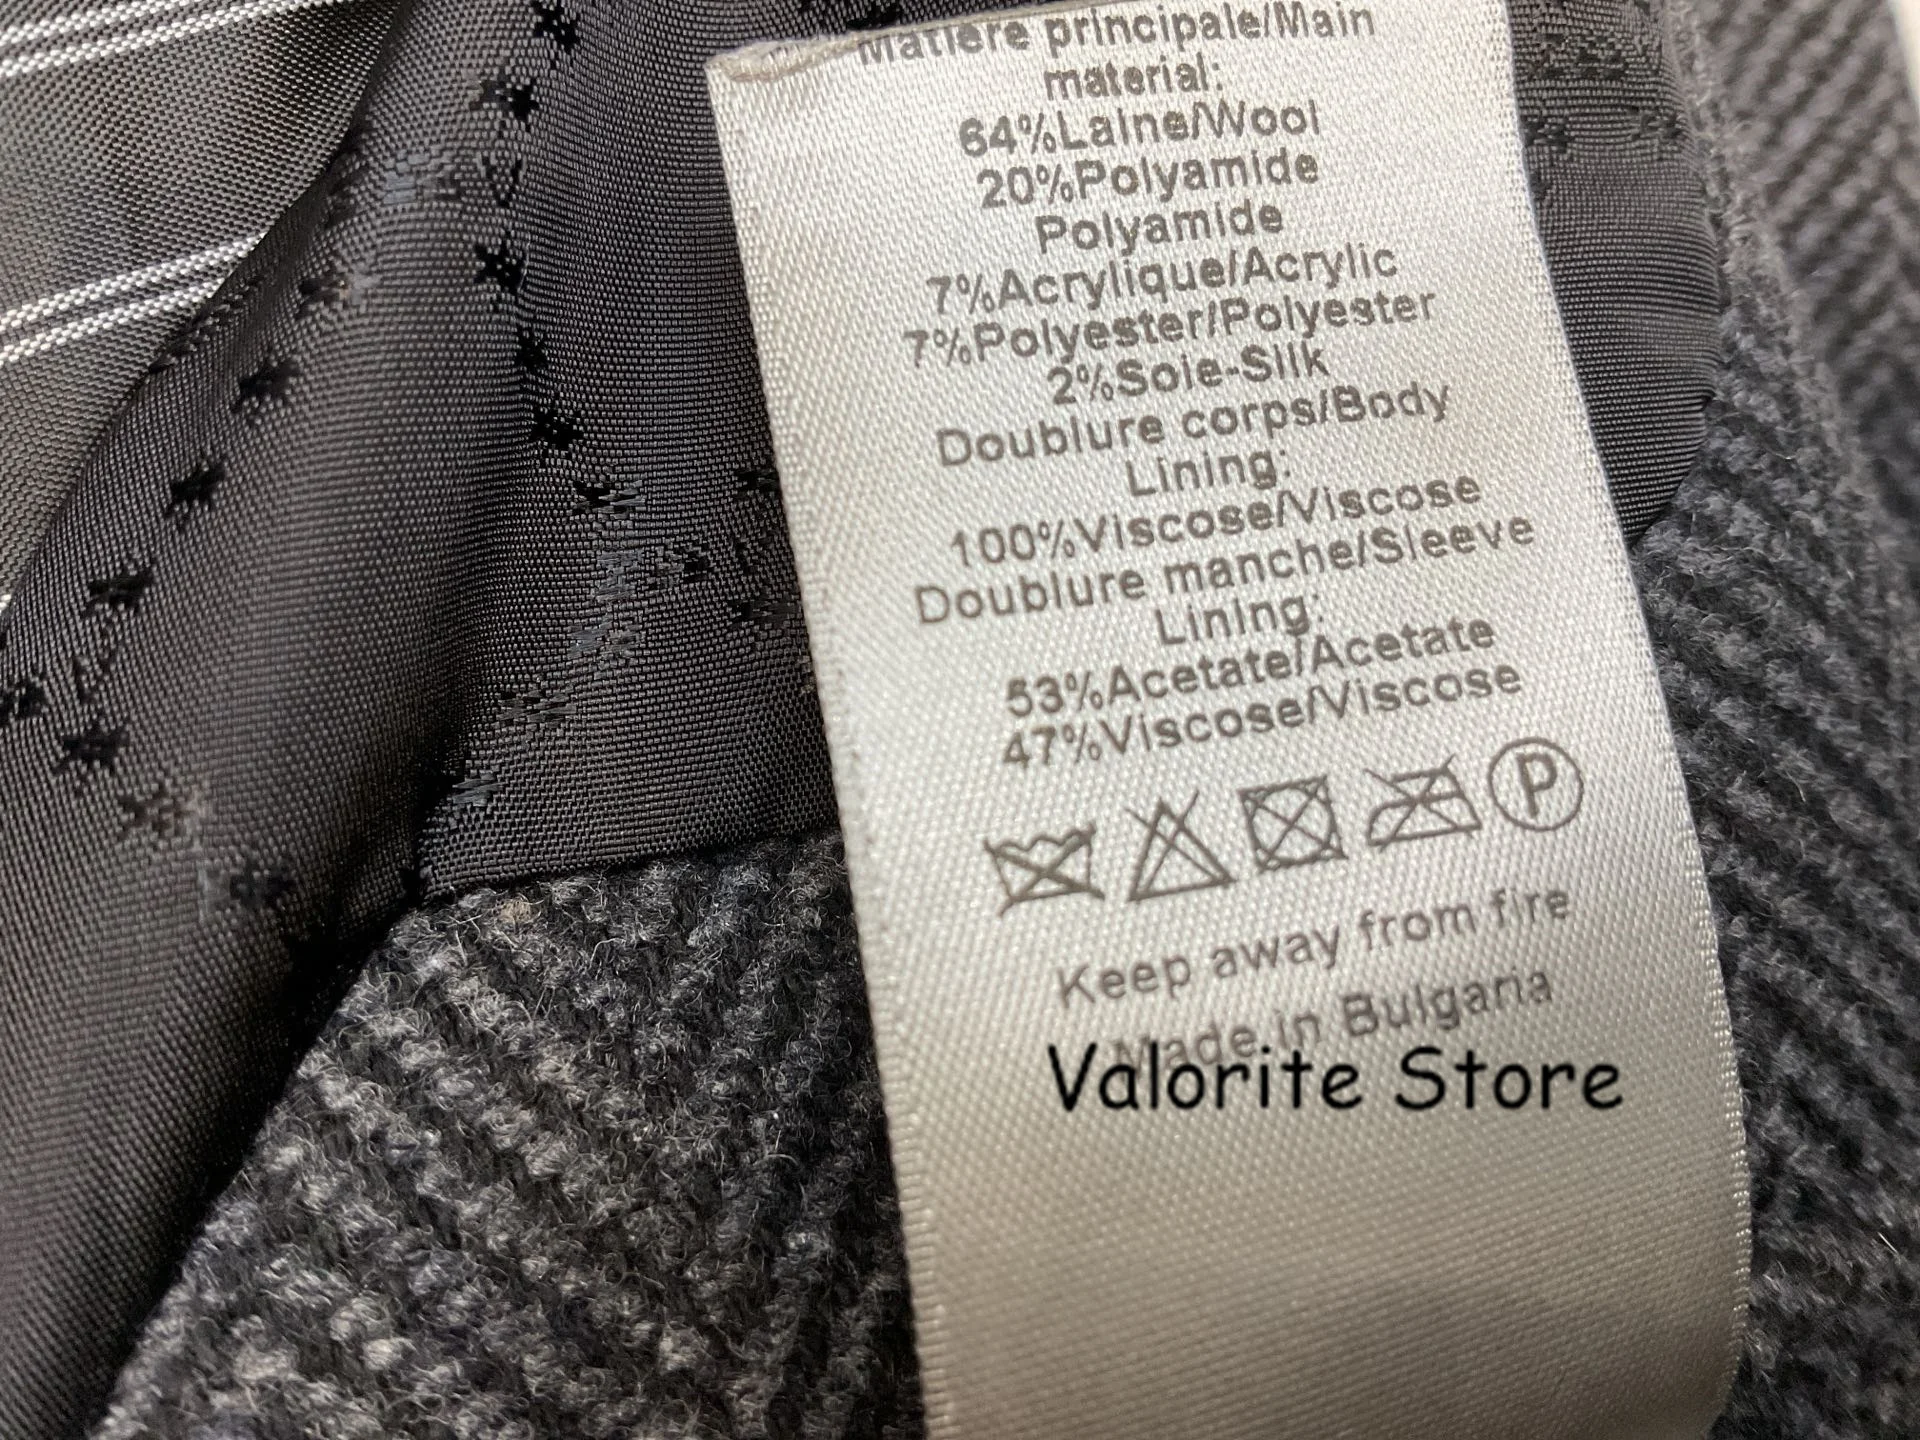 Matière principale/Main
material:
64%Laine/Wool
20%Polyamide
Polyamide
7%Acrylique/Acrylic
7%Polyester/Polyester
2%Soie-Silk
Doublure corps/Body
Lining:
100%Viscose/Viscose
Doublure manche/Sleeve
Lining:
53%Acetate/Acetate
47%Viscose/Viscose
P
Keep away from fire
Made in Bulgaria
Valorite Store